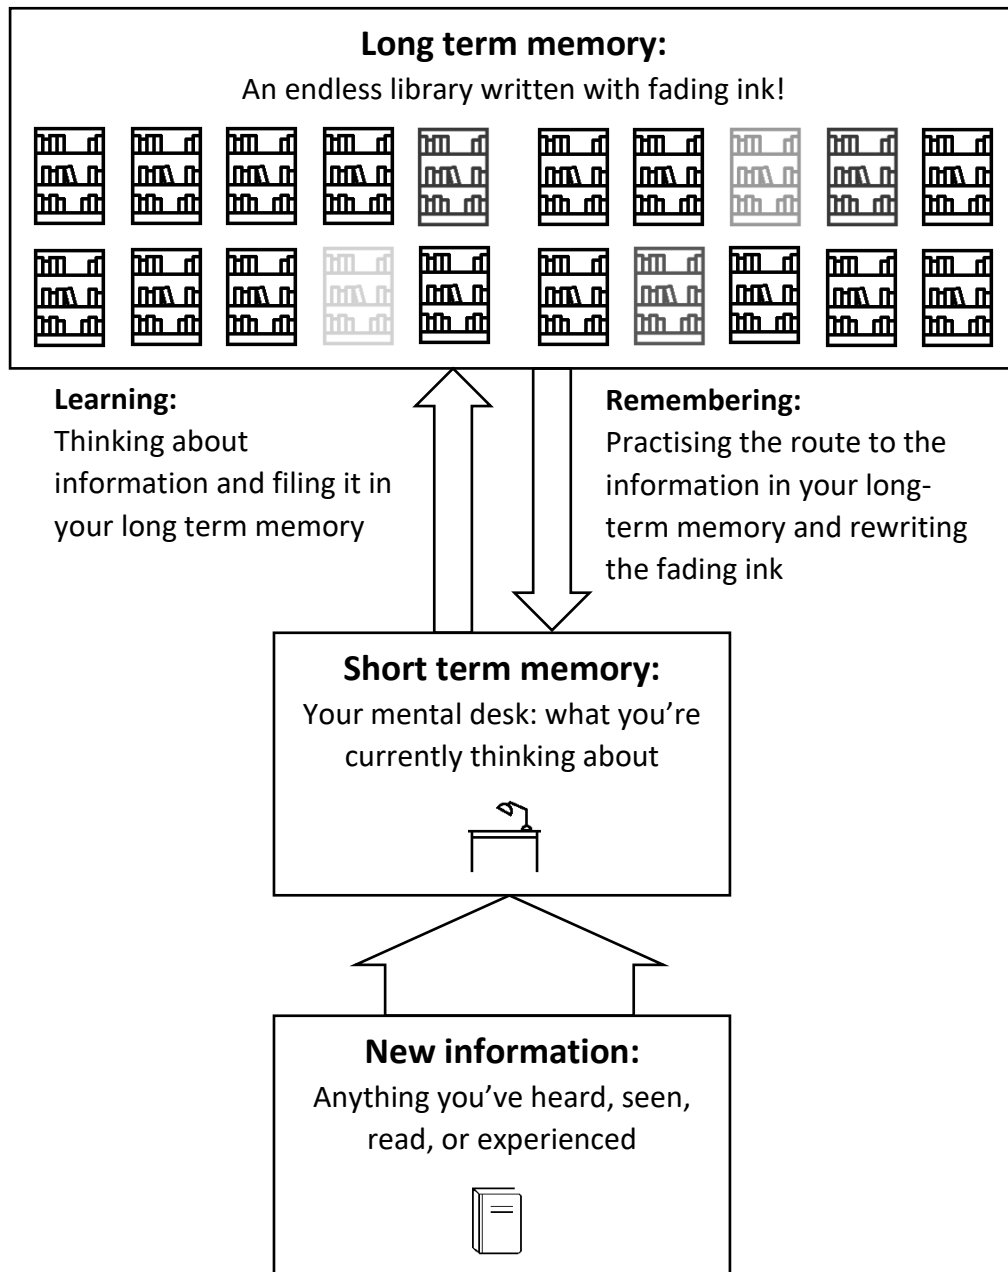 Long term memory:
An endless library written with fading ink!
Learning:
Thinking about
information and filing it in
your long term memory
Remembering:
Practising the route to the
information in your long-
term memory and rewriting
the fading ink
Short term memory:
Your mental desk: what you’re
currently thinking about
New information:
Anything you’ve heard, seen,
read, or experienced